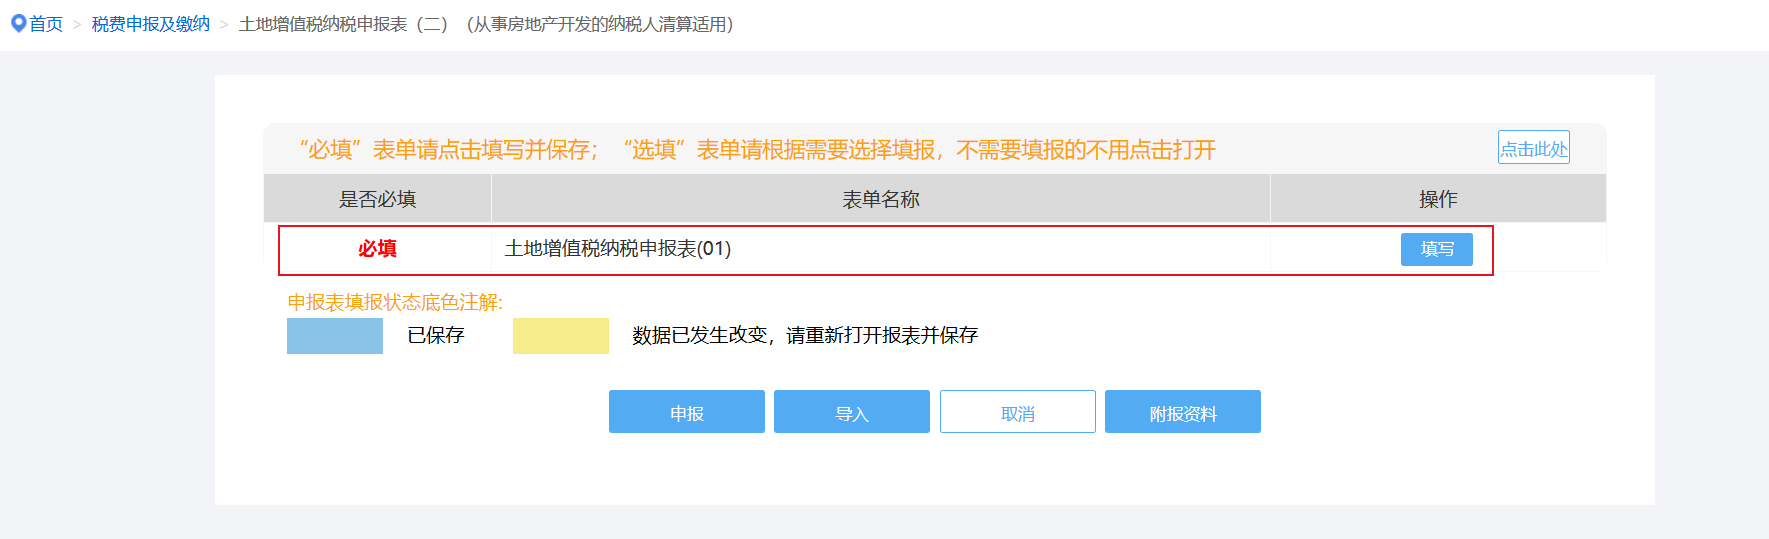 首页 > 税费申报及缴纳 > 土地增值税纳税申报表（二）（从事房地产开发的纳税人清算适用）
“必填”表单请点击填写并保存；“选填”表单请根据需要选择填报，不需要填报的不用点击打开 点击此处
是否必填 表单名称 操作
必填 土地增值税纳税申报表(01) 填写
申报表填报状态底色注解:
已保存 数据已发生改变，请重新打开报表并保存
申报 导入 取消 附报资料